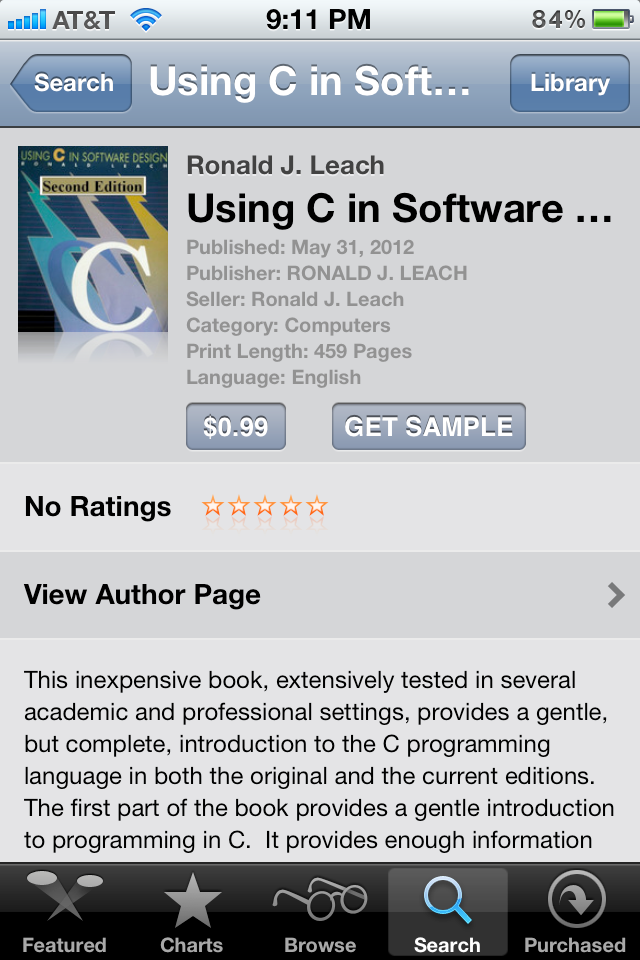 AT&T 9:11 PM 84%
Search Using C in Soft... Library
USING C IN SOFTWARE DESIGN
RONALD LEACH
Second Edition
C
Ronald J. Leach
Using C in Software ...
Published: May 31, 2012
Publisher: RONALD J. LEACH
Seller: Ronald J. Leach
Category: Computers
Print Length: 459 Pages
Language: English
$0.99 GET SAMPLE
No Ratings
View Author Page
This inexpensive book, extensively tested in several
academic and professional settings, provides a gentle,
but complete, introduction to the C programming
language in both the original and the current editions.
The first part of the book provides a gentle introduction
to programming in C.  It provides enough information
Featured Charts Browse Search Purchased